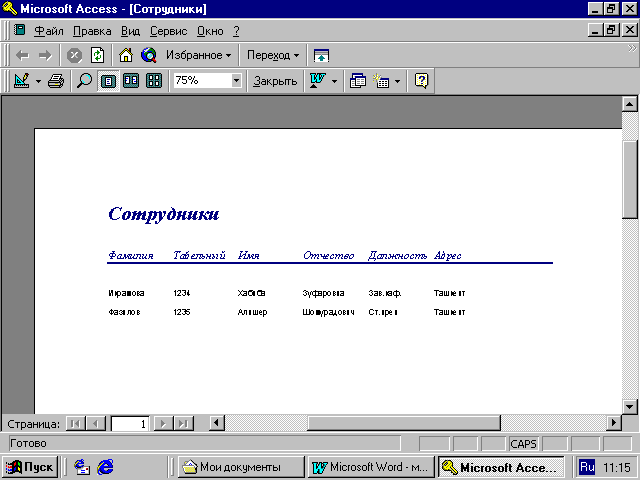 Microsoft Access - [Сотрудники]
Файл Правка Вид Сервис Окно ?
Избранное Переход
75% Закрыть
Сотрудники
Фамилия Табельный Имя Отчество Должность Адрес
Икрамова 1234 Хабиба Зуфаровна Зав.каф. Ташкент
Фазилов 1235 Алишер Шомурадович Ст.преп Ташкент
Страница: 1
Готово CAPS
Пуск Мои документы Microsoft Word - м... Microsoft Acce... Ru 11:15